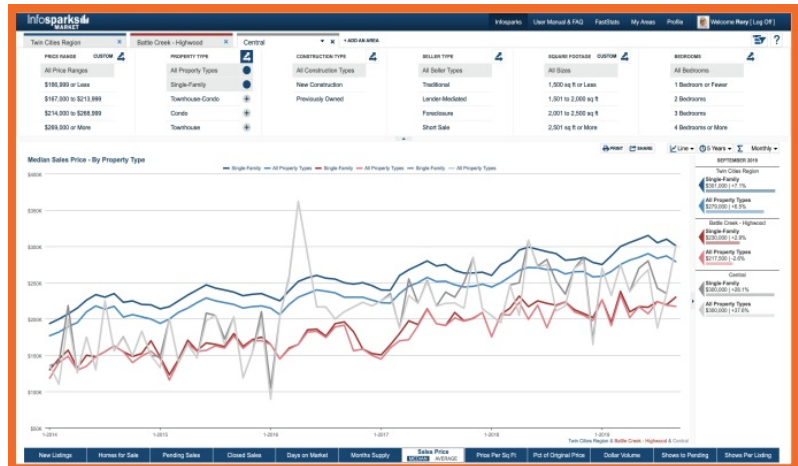 Infosparks
MARKET
Infosparks User Manual & FAQ FastStats My Areas Profile Welcome Rory [ Log Off ]
Twin Cities Region × Battle Creek - Highwood × Central × + ADD AN AREA ?
PRICE RANGE CUSTOM PROPERTY TYPE CONSTRUCTION TYPE SELLER TYPE SQUARE FOOTAGE CUSTOM BEDROOMS
All Price Ranges All Property Types All Construction Types All Seller Types All Sizes All Bedrooms
$166,999 or Less Single-Family New Construction Traditional 1,500 sq ft or Less 1 Bedroom or Fewer
$167,000 to $213,999 Townhouse-Condo Previously Owned Lender-Mediated 1,501 to 2,000 sq ft 2 Bedrooms
$214,000 to $268,999 Condo Foreclosure 2,001 to 2,500 sq ft 3 Bedrooms
$269,000 or More Townhouse Short Sale 2,501 sq ft or More 4 Bedrooms or More
PRINT SHARE Line 5 Years Σ Monthly
Median Sales Price - By Property Type
Single-Family All Property Types Single-Family All Property Types Single-Family All Property Types
$400K
$350K
$300K
$250K
$200K
$150K
$100K
$50K
1-2014 1-2015 1-2016 1-2017 1-2018 1-2019
Twin Cities Region & Battle Creek - Highwood & Central
SEPTEMBER 2019
Twin Cities Region
Single-Family
$301,000 | +7.1%
All Property Types
Battle Creek - Highwood
Single-Family
$230,000 | +2.9%
All Property Types
Central
Single-Family
All Property Types
New Listings Homes for Sale Pending Sales Closed Sales Days on Market Months Supply Sales Price Price Per Sq Ft Pct of Original Price Dollar Volume Shows to Pending Shows Per Listing
MEDIAN AVERAGE